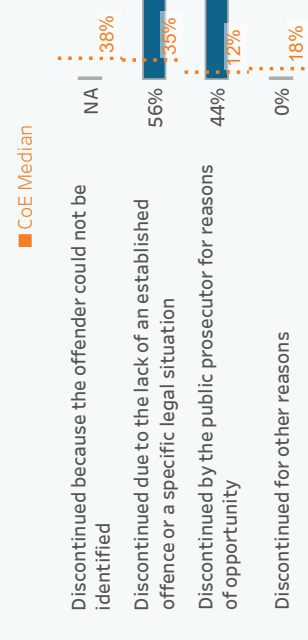 CoE Median
Discontinued because the offender could not be
identified
NA
38%
Discontinued due to the lack of an established
offence or a specific legal situation
56%
35%
Discontinued by the public prosecutor for reasons
of opportunity
44%
12%
Discontinued for other reasons
0%
18%